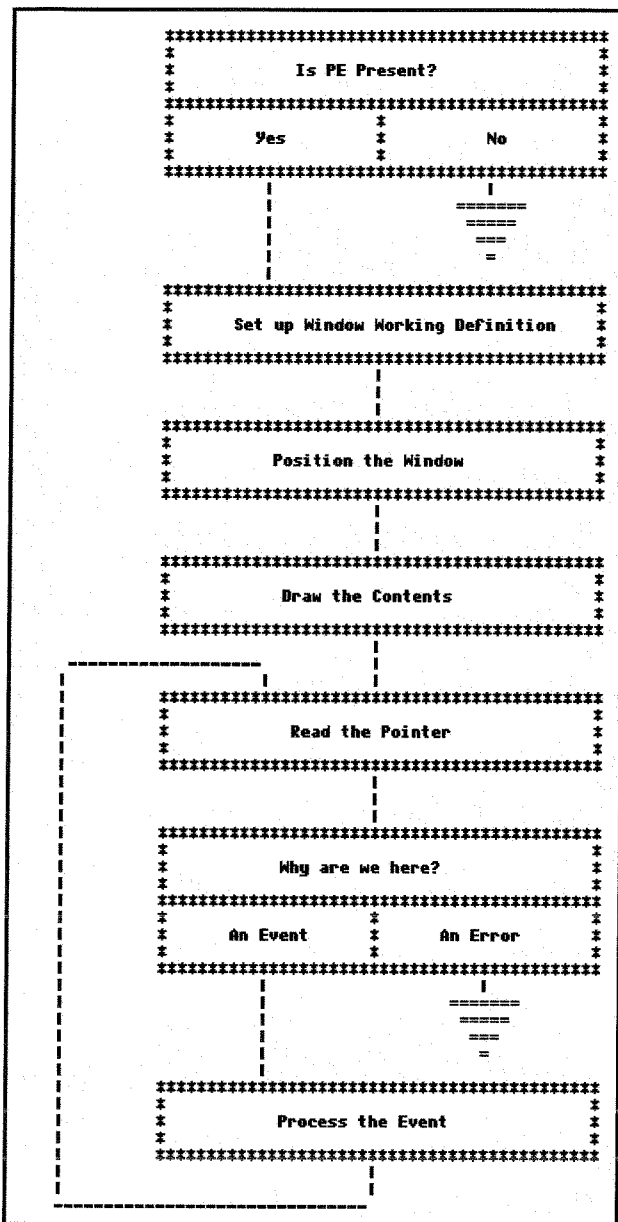 Is PE Present?
Yes No
Set up Window Working Definition
Position the Window
Draw the Contents
Read the Pointer
Why are we here?
An Event An Error
Process the Event